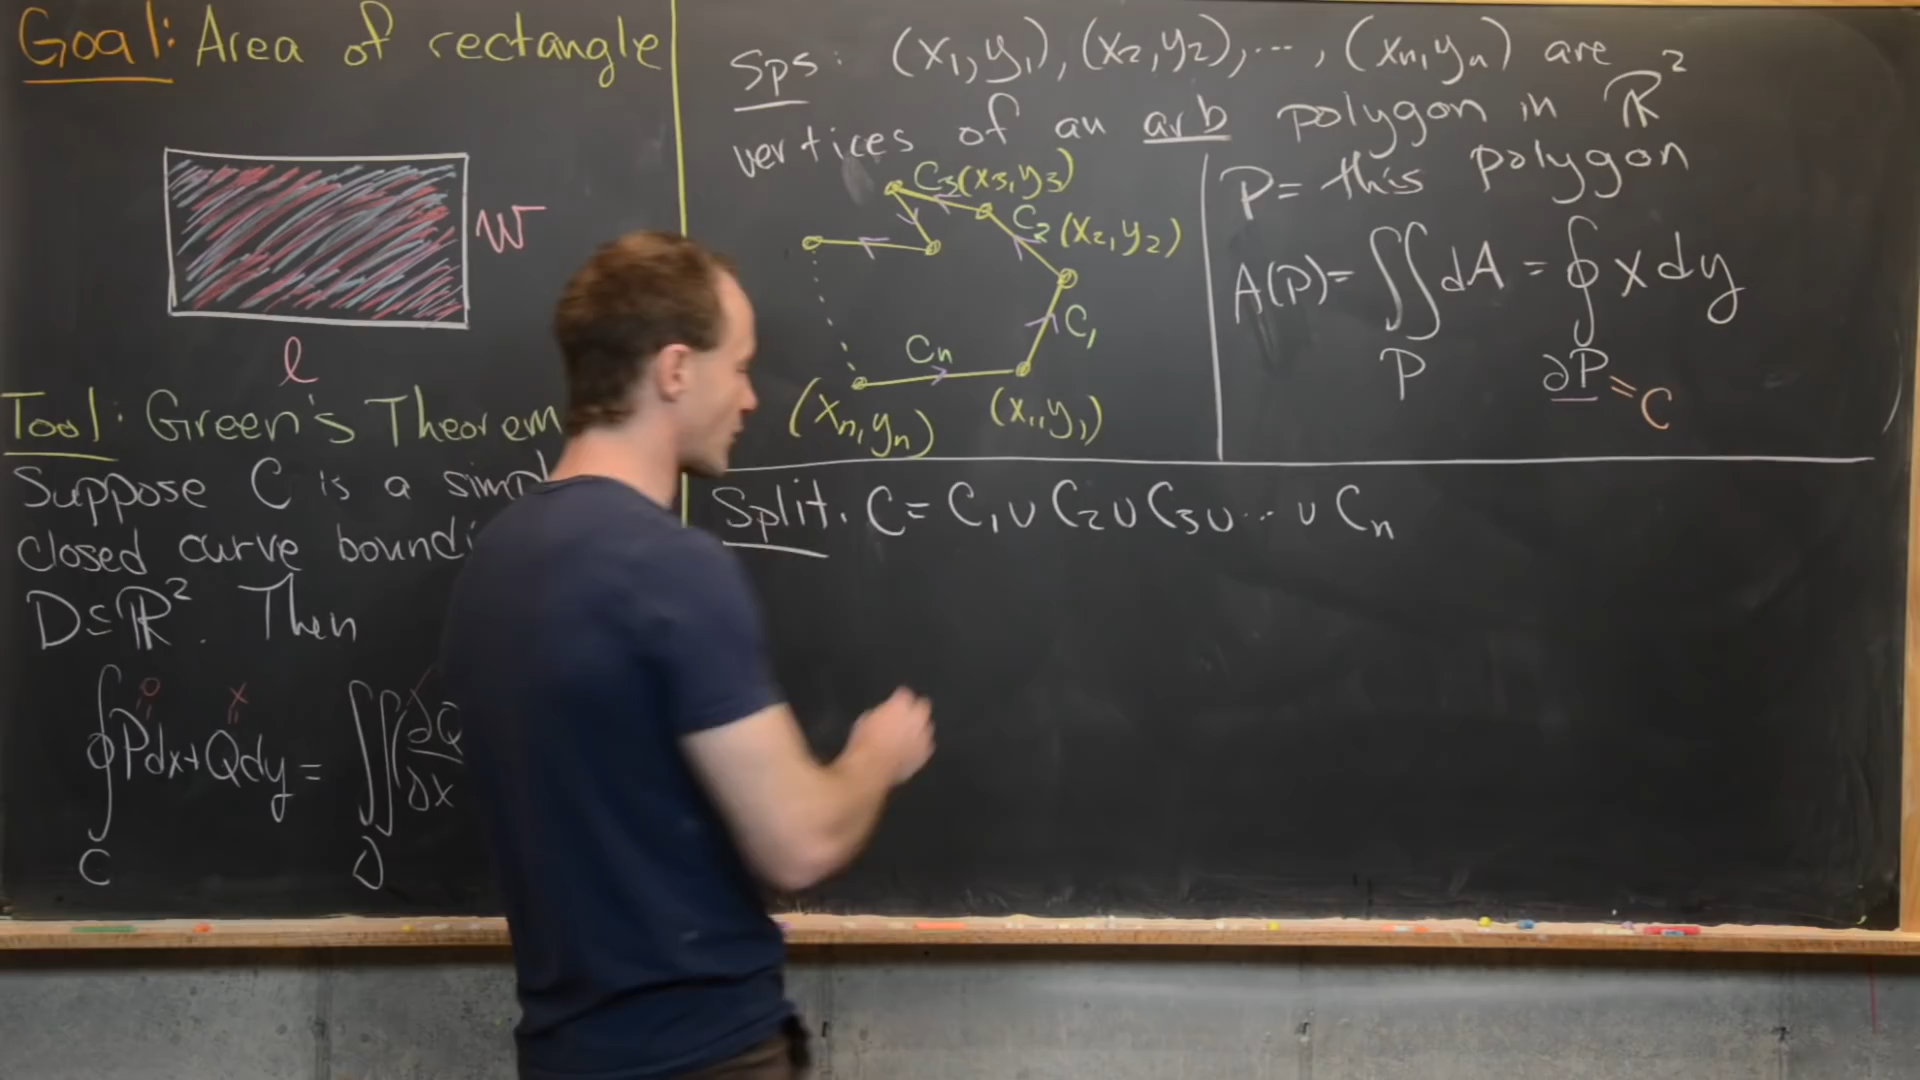 Goal: Area of rectangle
w
l
Tool: Green's Theorem
Suppose C is a
closed curve
D⊆ℝ². Then
0 x
∮Pdx+Qdy = ∬(∂Q
∂x
C D
Sps: (x₁,y₁),(x₂,y₂),⋯,(xₙ,yₙ) are
vertices of an arb polygon in ℝ²
C₃(x₃,y₃)
C₂(x₂,y₂)
C₁
Cₙ
(xₙ,yₙ) (x₁,y₁)
P= this polygon
A(P)=∬dA = ∮xdy
P ∂P=C
Split. C= C₁∪C₂∪C₃∪⋯∪Cₙ